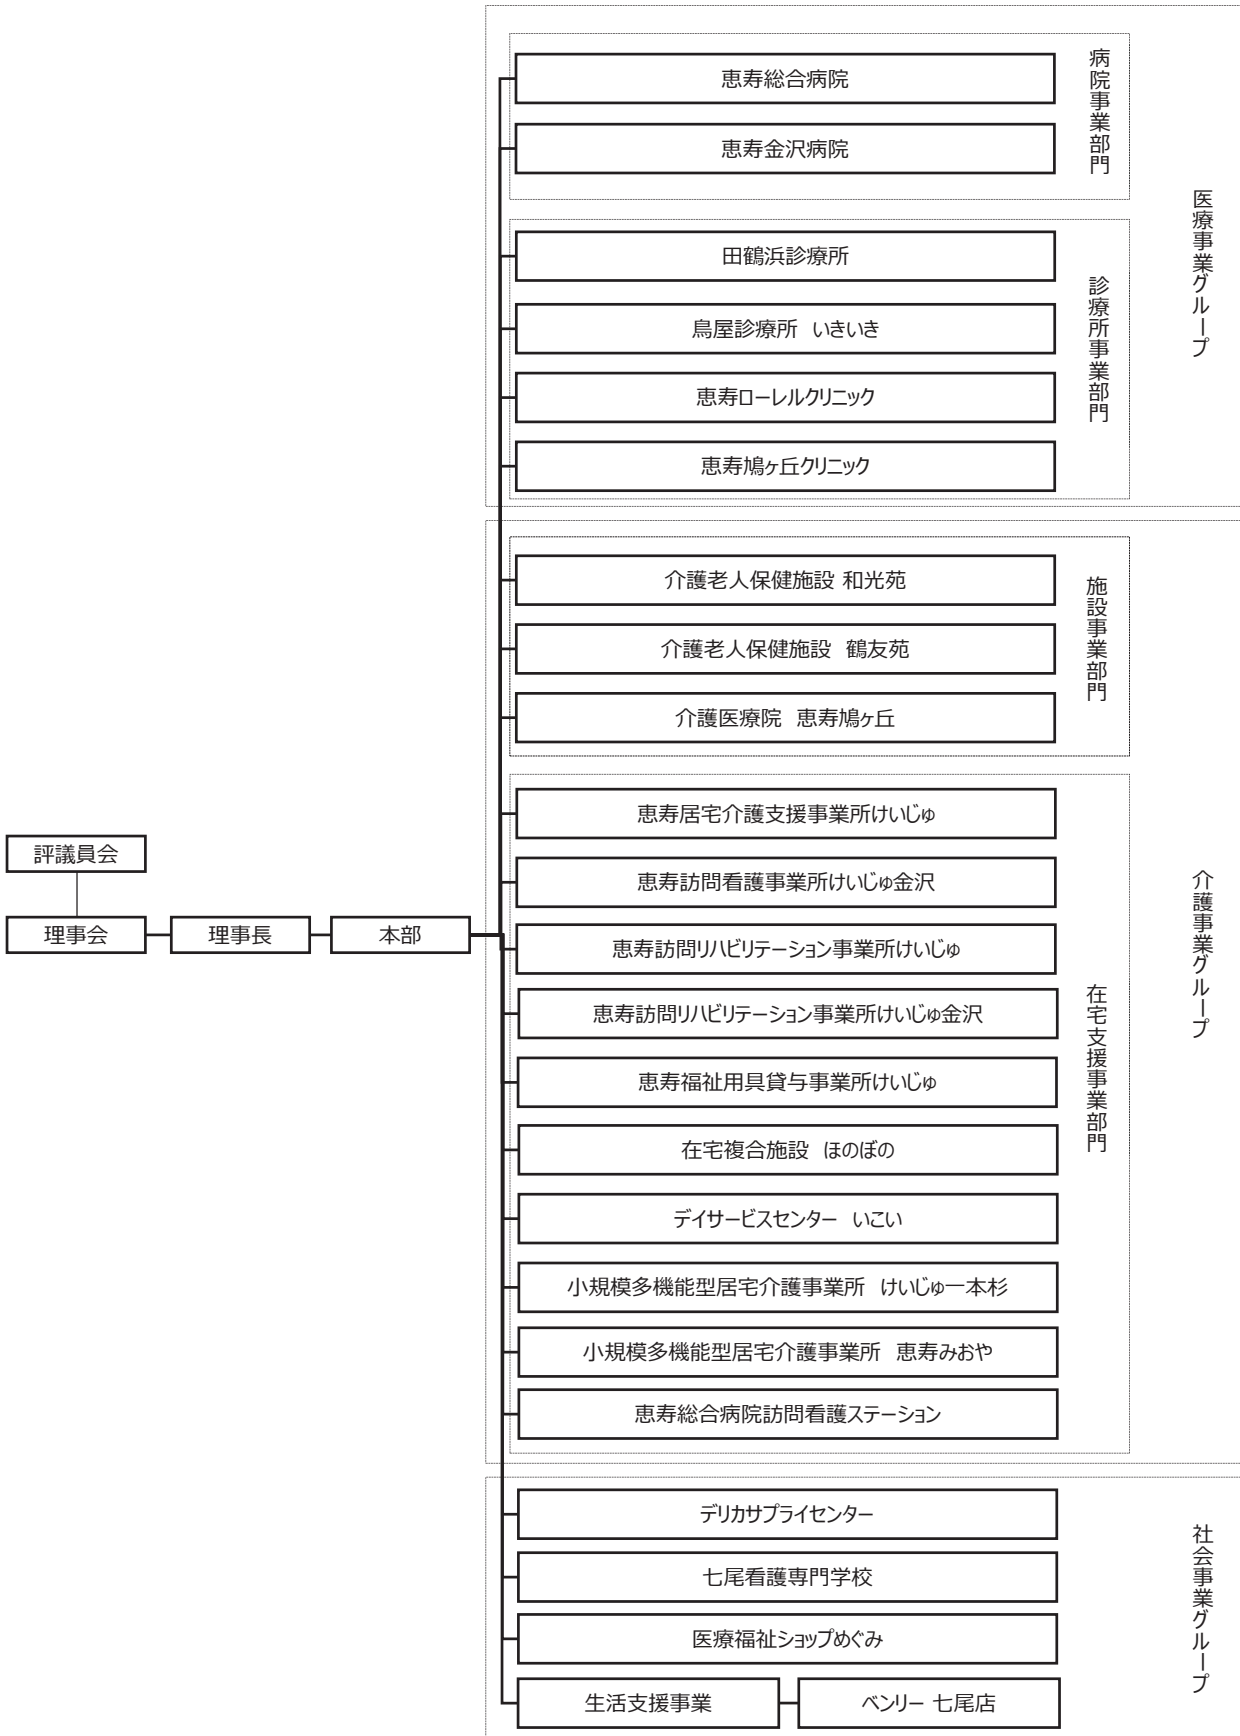 恵寿総合病院
恵寿金沢病院
病院事業部門
田鶴浜診療所
鳥屋診療所 いきいき
恵寿ローレルクリニック
恵寿鳩ヶ丘クリニック
診療所事業部門
医療事業グループ
介護老人保健施設 和光苑
介護老人保健施設 鶴友苑
介護医療院 恵寿鳩ヶ丘
施設事業部門
評議員会
理事会
理事長
本部
恵寿居宅介護支援事業所けいじゅ
恵寿訪問看護事業所けいじゅ金沢
恵寿訪問リハビリテーション事業所けいじゅ
恵寿訪問リハビリテーション事業所けいじゅ金沢
恵寿福祉用具貸与事業所けいじゅ
在宅複合施設 ほのぼの
デイサービスセンター いこい
小規模多機能型居宅介護事業所 けいじゅ一本杉
小規模多機能型居宅介護事業所 恵寿みおや
恵寿総合病院訪問看護ステーション
在宅支援事業部門
介護事業グループ
デリカサプライセンター
七尾看護専門学校
医療福祉ショップめぐみ
生活支援事業
ベンリー 七尾店
社会事業グループ